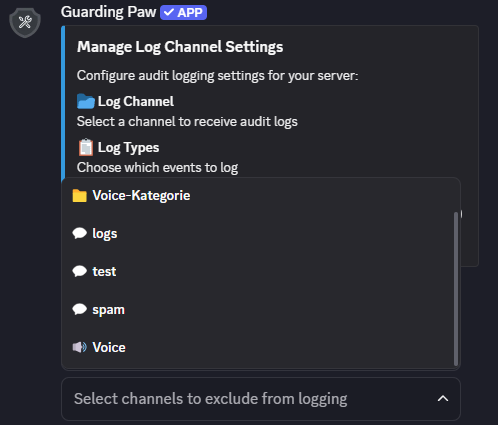 Guarding Paw ✓ APP
Manage Log Channel Settings
Configure audit logging settings for your server:
Log Channel
Select a channel to receive audit logs
Log Types
Choose which events to log
Voice-Kategorie
logs
test
spam
Voice
Select channels to exclude from logging